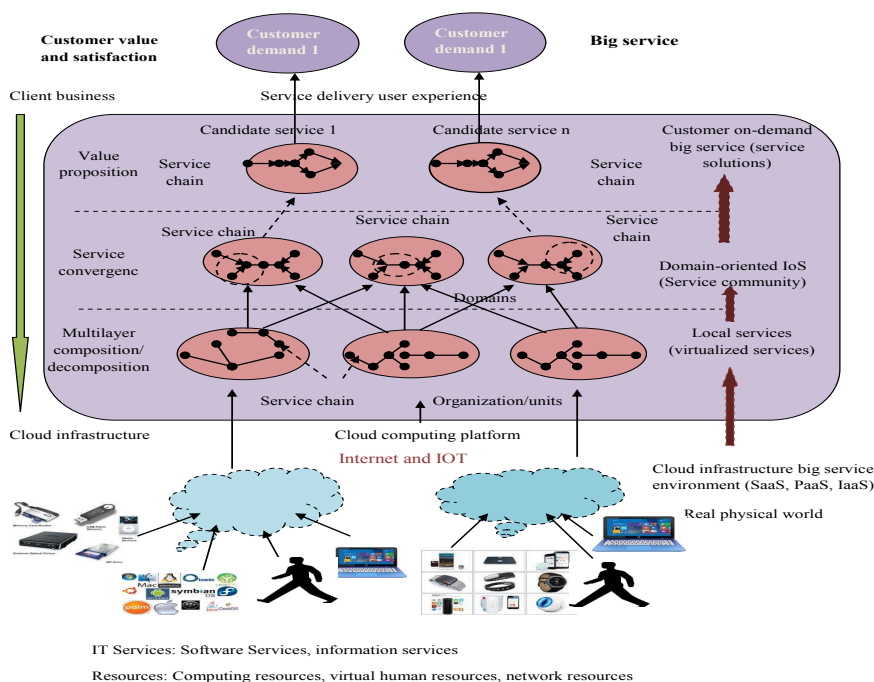 Customer value
and satisfaction
Customer
demand 1
Customer
demand 1
Big service
Client business
Service delivery user experience
Candidate service 1
Candidate service n
Customer on-demand
big service (service
solutions)
Value
proposition
Service
chain
Service
chain
Service chain
Service chain
Service
chain
Service
convergenc
Domain-oriented IoS
(Service community)
Domains
Multilayer
composition/
decomposition
Local services
(virtualized services)
Service chain
Organization/units
Cloud infrastructure
Cloud computing platform
Internet and IOT
Cloud infrastructure big service
environment (SaaS, PaaS, IaaS)
Real physical world
Mac
symbian
OS
palm
Java
CentOS
IT Services: Software Services, information services
Resources: Computing resources, virtual human resources, network resources